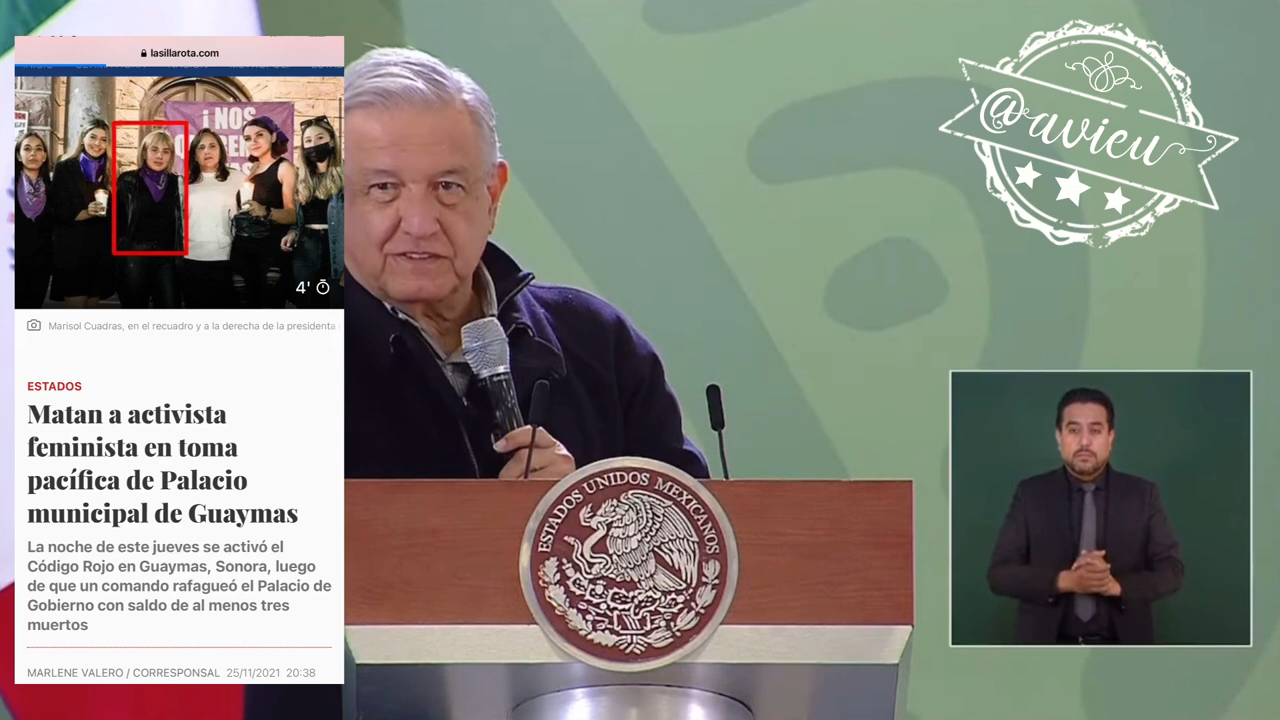 lasillarota.com
¡ NOS
4'
Marisol Cuadras, en el recuadro y a la derecha de la presidenta
ESTADOS
Matan a activista
feminista en toma
pacífica de Palacio
municipal de Guaymas
La noche de este jueves se activó el
Código Rojo en Guaymas, Sonora, luego
de que un comando rafagueó el Palacio de
Gobierno con saldo de al menos tres
muertos
MARLENE VALERO / CORRESPONSAL 25/11/2021 20:38
ESTADOS UNIDOS MEXICANOS
@avieu